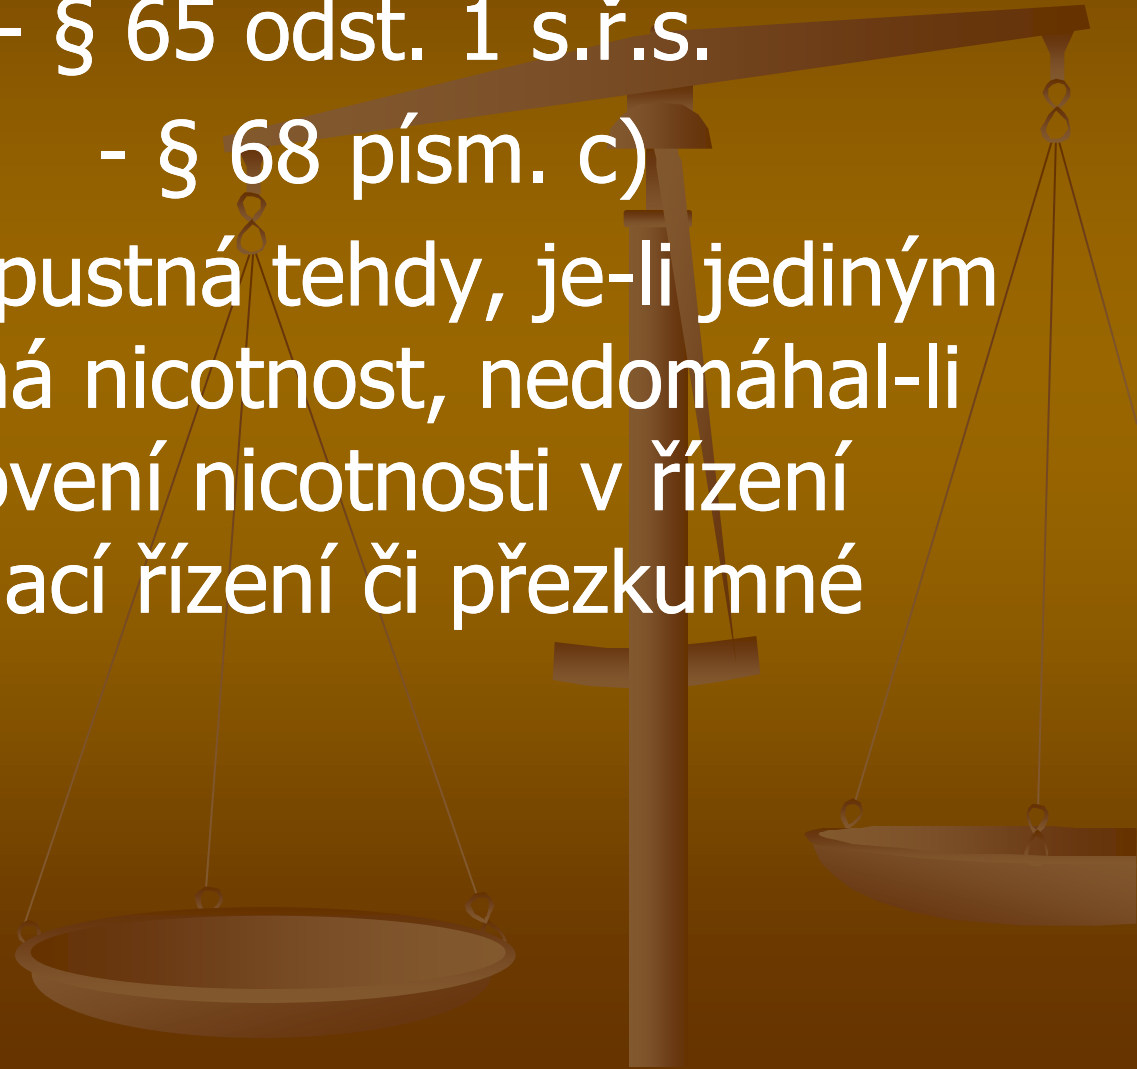 - § 65 odst. 1 s.ř.s.
- § 68 písm. c)
pustná tehdy, je-li jediným
ná nicotnost, nedomáhal-li
ovení nicotnosti v řízení
ací řízení či přezkumné